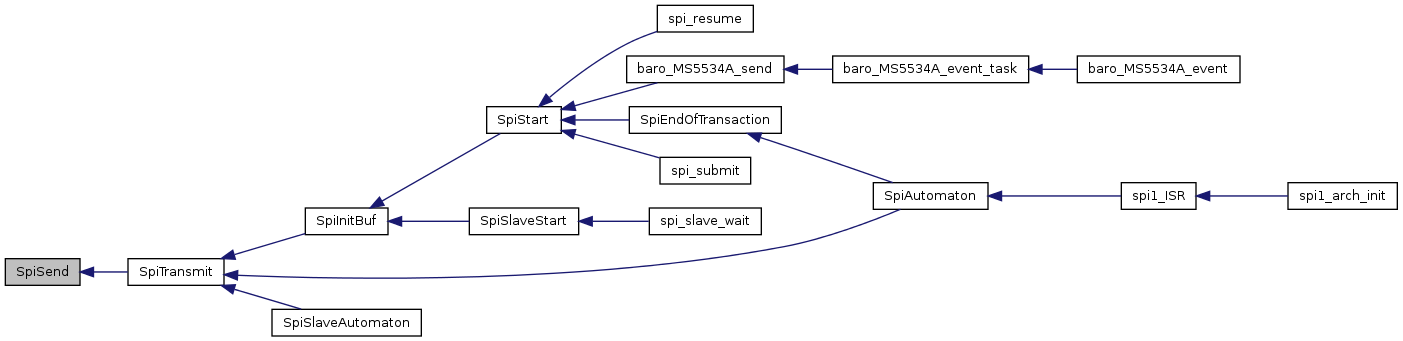 spi_resume
baro_MS5534A_send
baro_MS5534A_event_task
baro_MS5534A_event
SpiStart
SpiEndOfTransaction
spi_submit
SpiAutomaton
spi1_ISR
spi1_arch_init
SpiInitBuf
SpiSlaveStart
spi_slave_wait
SpiSend
SpiTransmit
SpiSlaveAutomaton